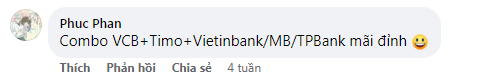 Phuc Phan
Combo VCB+Timo+Vietinbank/MB/TPBank mãi đỉnh 😃
Thích Phản hồi Chia sẻ 4 tuần